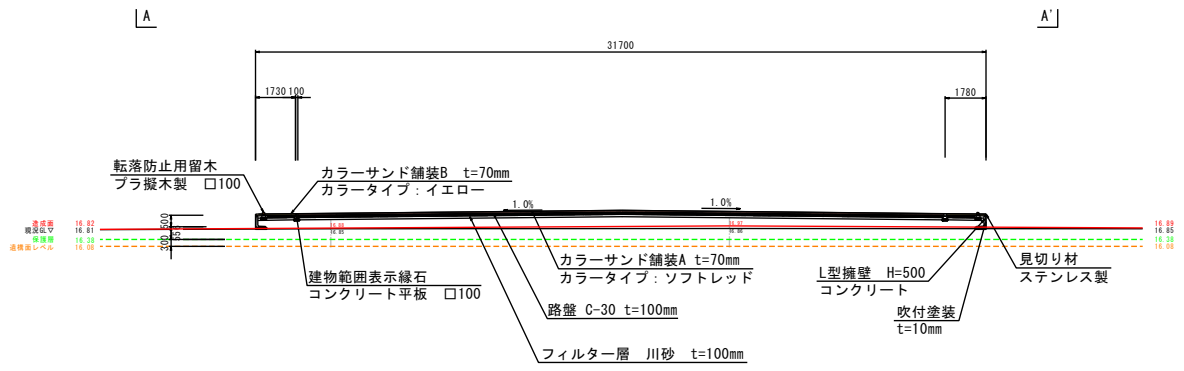 A
A'
31700
1730
100
1780
転落防止用留木
プラ擬木製 □100
カラーサンド舗装B t=70mm
カラータイプ：イエロー
1.0%
1.0%
500
300
造成面 16.82
現況GL▽ 16.81
保護層 16.38
遺構面レベル 16.08
16.85
16.86
16.89
16.85
16.38
16.08
建物範囲表示縁石
コンクリート平板 □100
カラーサンド舗装A t=70mm
カラータイプ：ソフトレッド
路盤 C-30 t=100mm
フィルター層 川砂 t=100mm
L型擁壁 H=500
コンクリート
吹付塗装
t=10mm
見切り材
ステンレス製